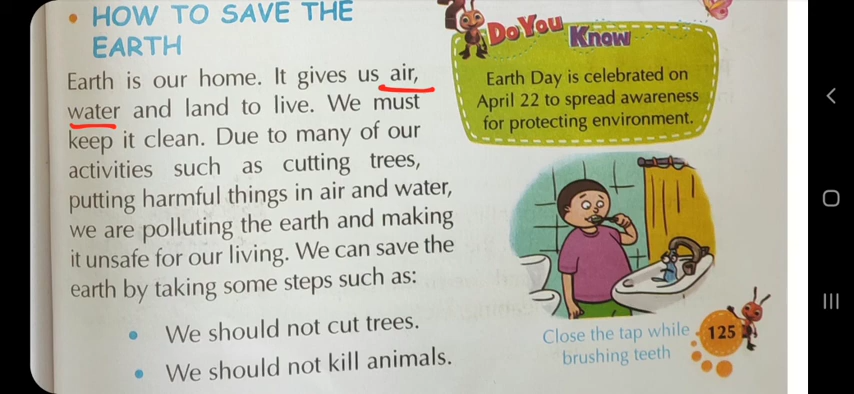 • HOW TO SAVE THE
EARTH
Earth is our home. It gives us air,
water and land to live. We must
keep it clean. Due to many of our
activities such as cutting trees,
putting harmful things in air and water,
we are polluting the earth and making
it unsafe for our living. We can save the
earth by taking some steps such as:
• We should not cut trees.
• We should not kill animals.
Do You Know
Earth Day is celebrated on
April 22 to spread awareness
for protecting environment.
Close the tap while
brushing teeth
125